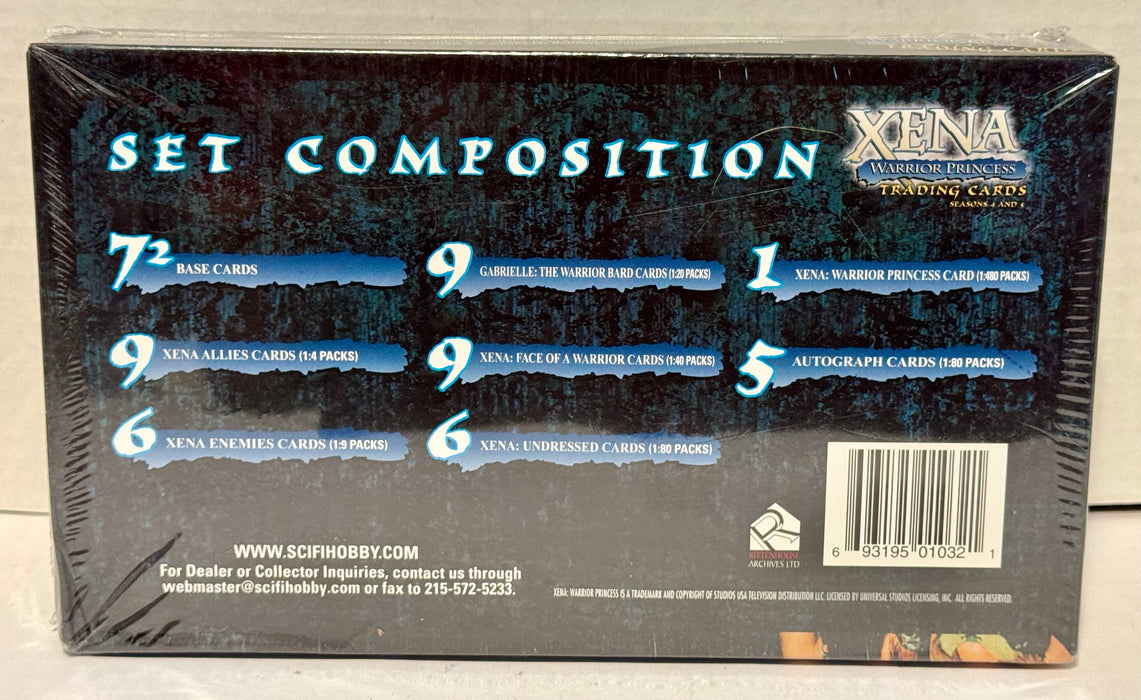 TRADING CARD
SET COMPOSITION
XENA
WARRIOR PRINCESS
TRADING CARDS
SEASONS 4 AND 5
72 BASE CARDS
9 GABRIELLE: THE WARRIOR BARD CARDS (1:20 PACKS)
1 XENA: WARRIOR PRINCESS CARD (1:480 PACKS)
9 XENA ALLIES CARDS (1:4 PACKS)
9 XENA: FACE OF A WARRIOR CARDS (1:40 PACKS)
5 AUTOGRAPH CARDS (1:80 PACKS)
6 XENA ENEMIES CARDS (1:9 PACKS)
6 XENA: UNDRESSED CARDS (1:80 PACKS)
WWW.SCIFIHOBBY.COM
For Dealer or Collector Inquiries, contact us through
webmaster@scifihobby.com or fax to 215-572-5233.
RITTENHOUSE
ARCHIVES LTD
6 93195 01032 1
XENA: WARRIOR PRINCESS IS A TRADEMARK AND COPYRIGHT OF STUDIOS USA TELEVISION DISTRIBUTION LLC. LICENSED BY UNIVERSAL STUDIOS LICENSING, INC. ALL RIGHTS RESERVED.